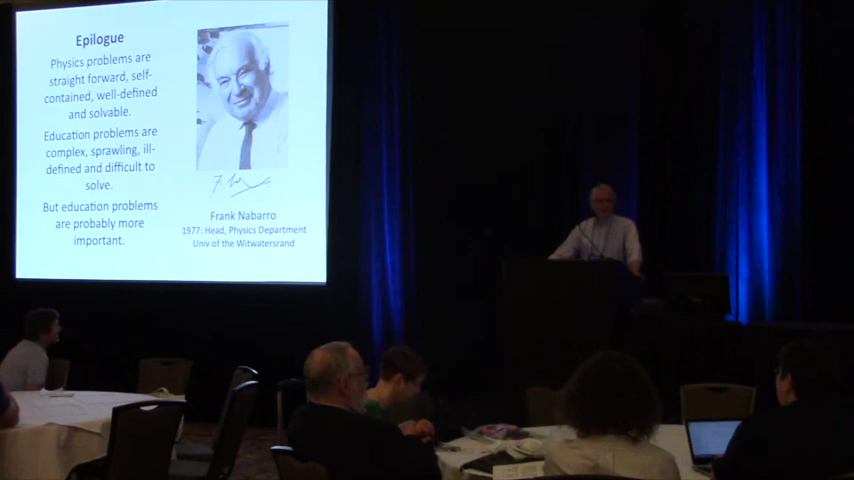 Epilogue
Physics problems are
straight forward, self-
contained, well-defined
and solvable.
Education problems are
complex, sprawling, ill-
defined and difficult to
solve.
But education problems
are probably more
important.
Frank Nabarro
1977: Head, Physics Department
Univ of the Witwatersrand